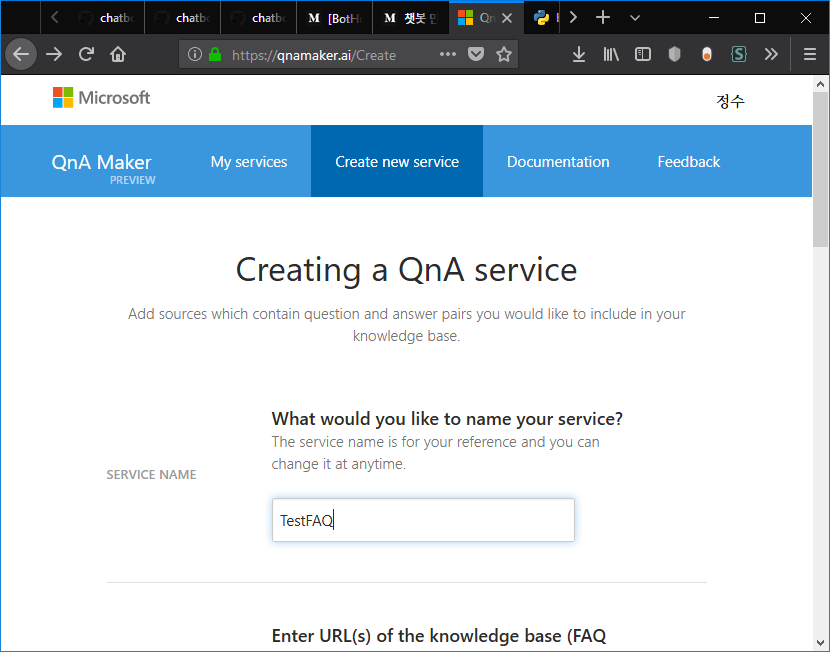 chatb
chatb
chatb
M [BotH
M 챗봇
Qn
https://qnamaker.ai/Create
Microsoft
정수
QnA Maker
PREVIEW
My services
Create new service
Documentation
Feedback
Creating a QnA service
Add sources which contain question and answer pairs you would like to include in your
knowledge base.
What would you like to name your service?
The service name is for your reference and you can
change it at anytime.
SERVICE NAME
TestFAQ
Enter URL(s) of the knowledge base (FAQ